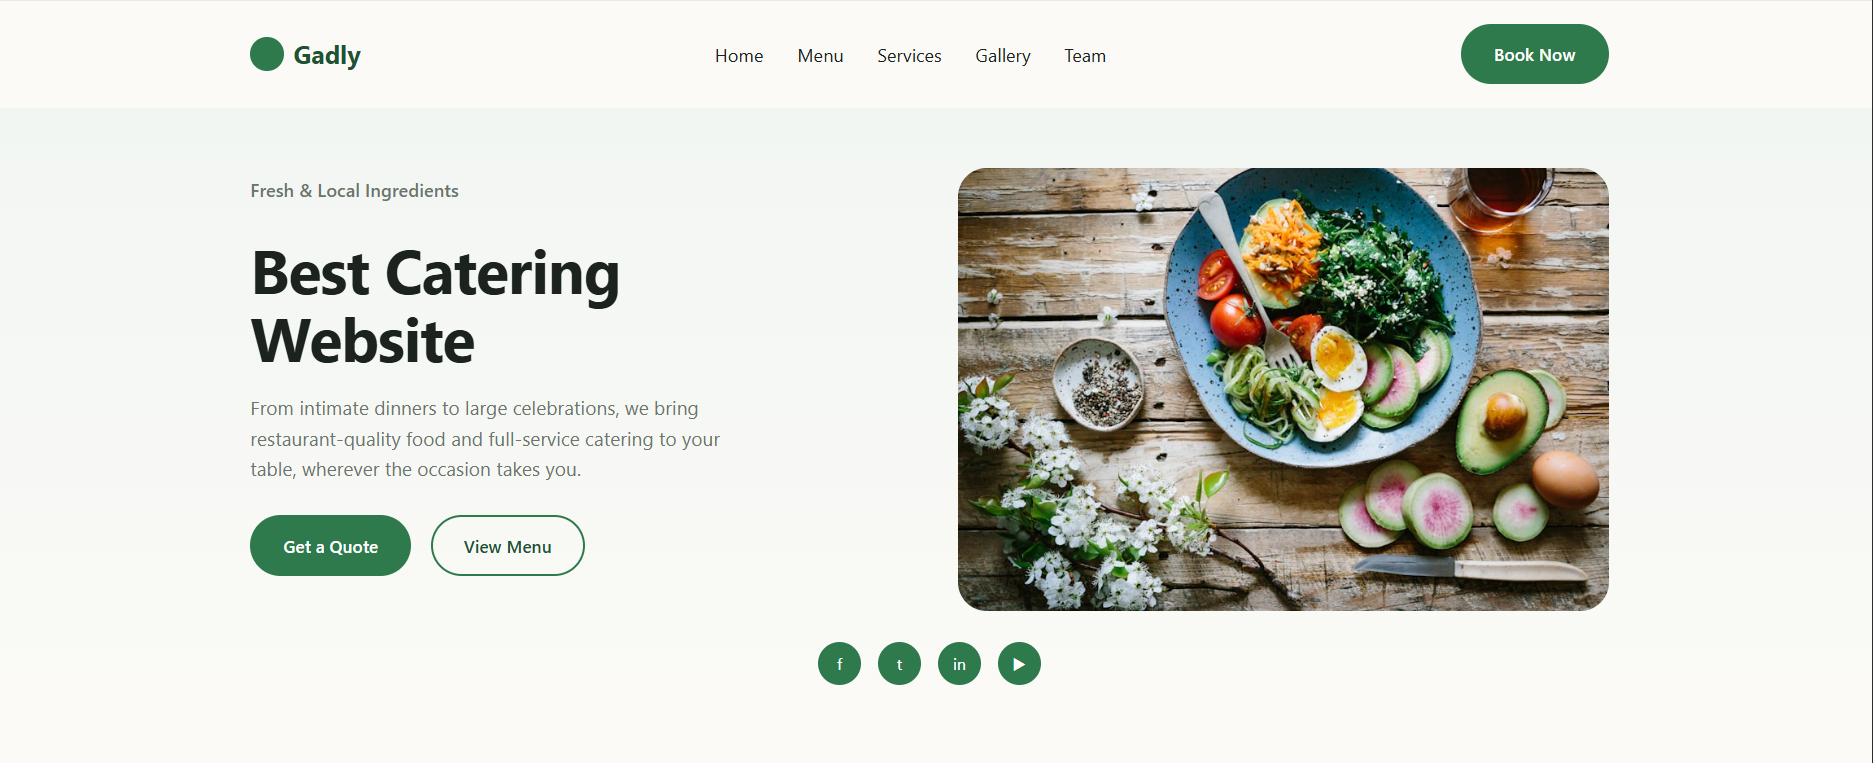 Gadly
Home Menu Services Gallery Team
Book Now
Fresh & Local Ingredients
Best Catering
Website
From intimate dinners to large celebrations, we bring
restaurant-quality food and full-service catering to your
table, wherever the occasion takes you.
Get a Quote
View Menu
f
t
in